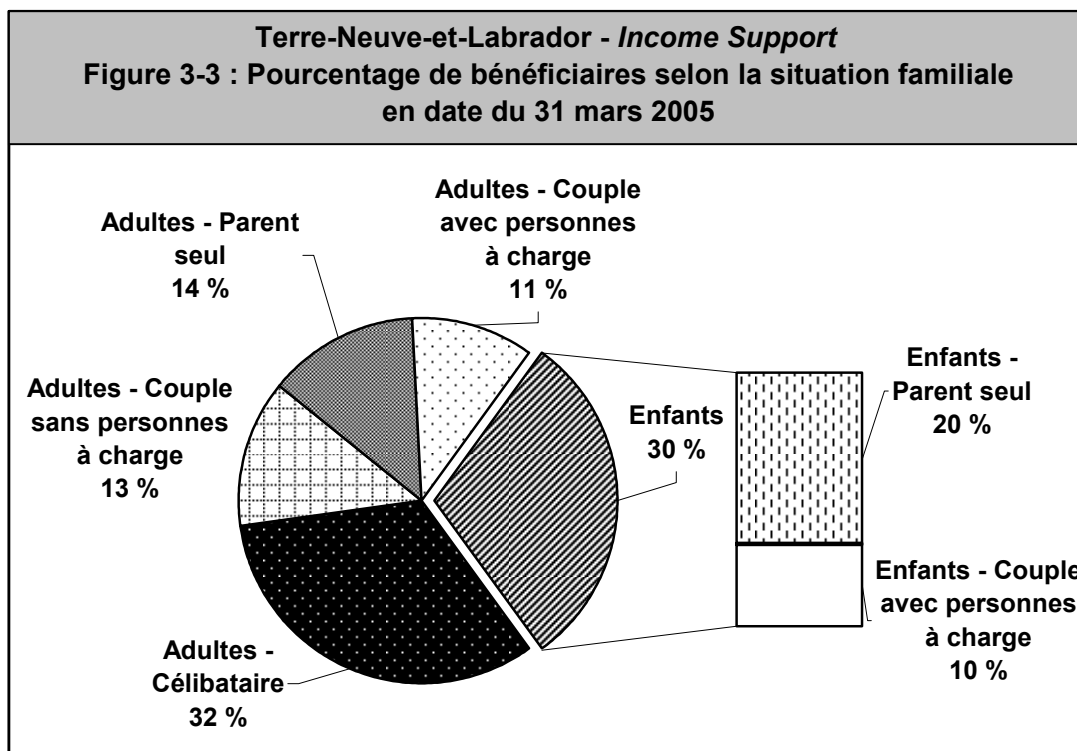 Terre-Neuve-et-Labrador - Income Support
Figure 3-3 : Pourcentage de bénéficiaires selon la situation familiale
en date du 31 mars 2005
Adultes - Couple
avec personnes
à charge
11 %
Adultes - Parent
seul
14 %
Adultes - Couple
sans personnes
à charge
13 %
Adultes -
Célibataire
32 %
Enfants
30 %
Enfants -
Parent seul
20 %
Enfants - Couple
avec personnes
à charge
10 %